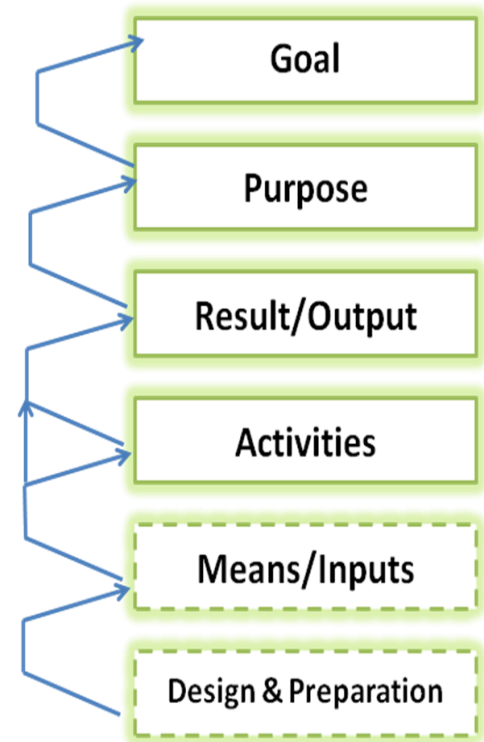 Goal
Purpose
Result/Output
Activities
Means/Inputs
Design & Preparation